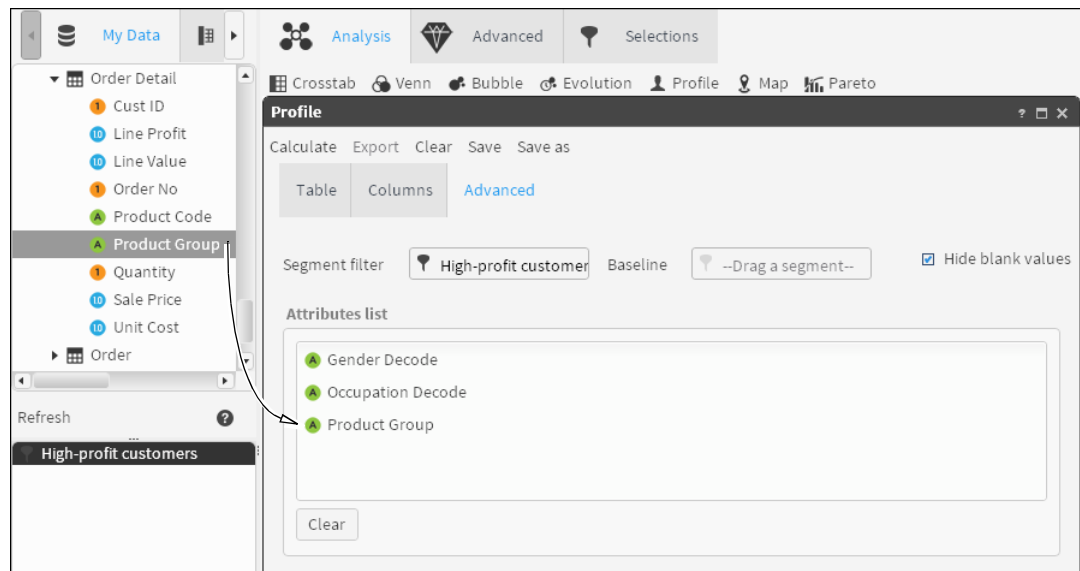 My Data
Analysis
Advanced
Selections
Order Detail
Cust ID
Line Profit
Line Value
Order No
Product Code
Product Group
Quantity
Sale Price
Unit Cost
Order
Refresh
High-profit customers
Crosstab Venn Bubble Evolution Profile Map Pareto
Profile
Calculate Export Clear Save Save as
Table Columns Advanced
Segment filter High-profit customer Baseline --Drag a segment-- Hide blank values
Attributes list
Gender Decode
Occupation Decode
Product Group
Clear